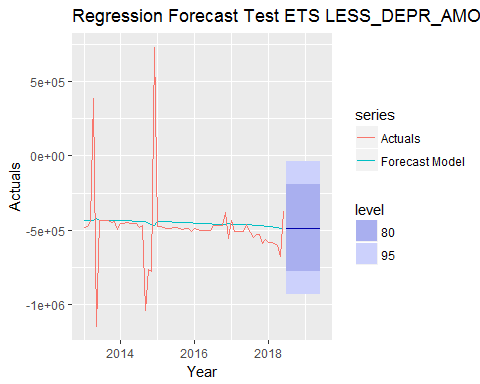 Regression Forecast Test ETS LESS_DEPR_AMO
5e+05
0e+00
-5e+05
-1e+06
Actuals
2014 2016 2018
Year
series
Actuals
Forecast Model
level
80
95